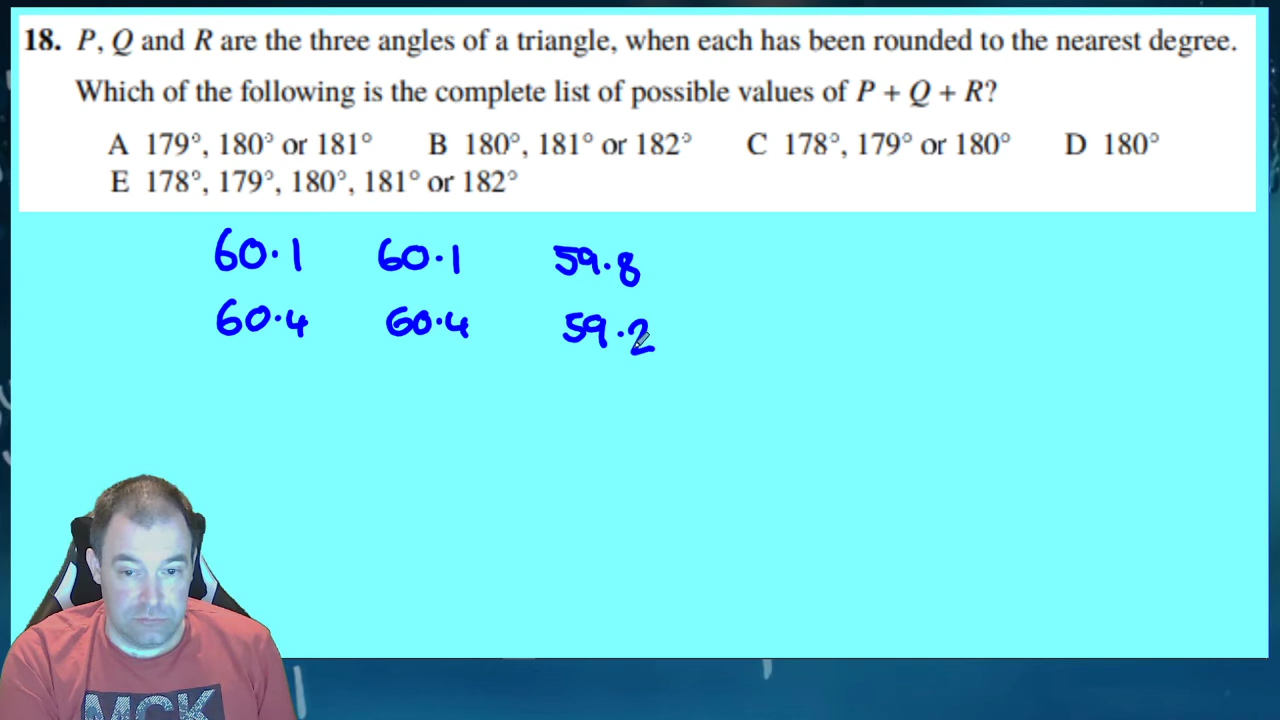 18. P, Q and R are the three angles of a triangle, when each has been rounded to the nearest degree.
Which of the following is the complete list of possible values of P + Q + R?
A 179°, 180° or 181° B 180°, 181° or 182° C 178°, 179° or 180° D 180°
E 178°, 179°, 180°, 181° or 182°
60.1 60.1 59.8
60.4 60.4 59.2
MCK